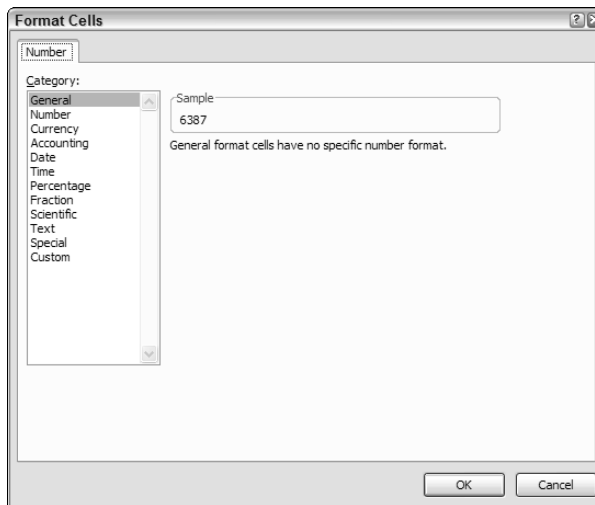 Format Cells
Number
Category:
General
Number
Currency
Accounting
Date
Time
Percentage
Fraction
Scientific
Text
Special
Custom
Sample
6387
General format cells have no specific number format.
OK
Cancel